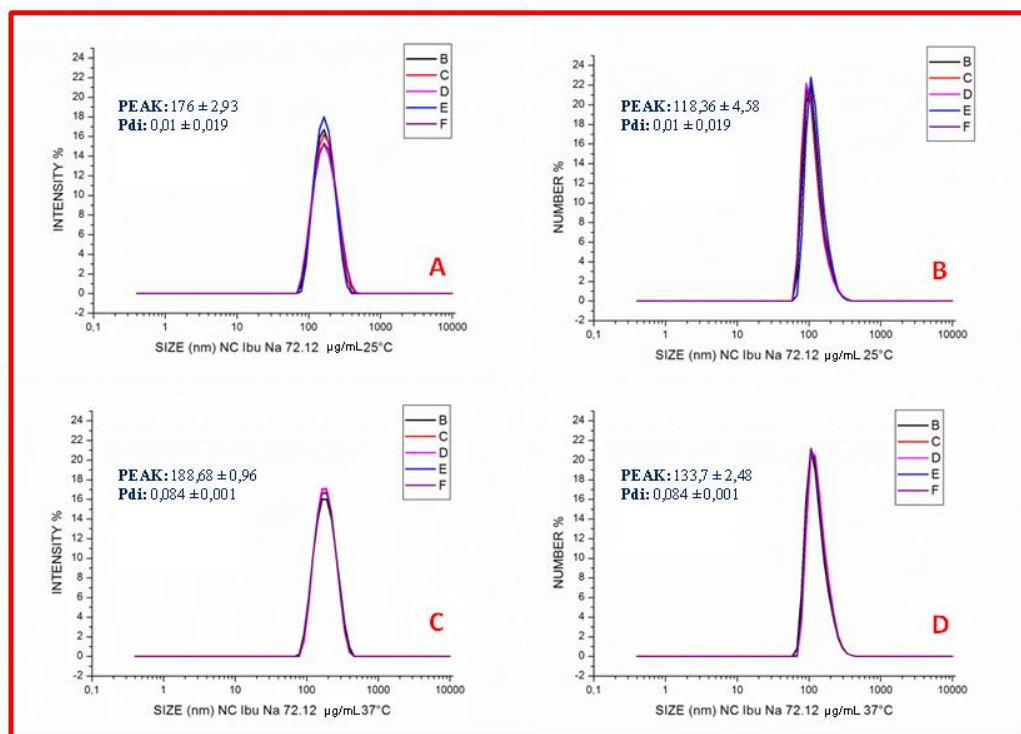 24
22
20
18
16
14
12
10
8
6
4
2
0
-2
INTENSITY %
PEAK: 176 ± 2,93
Pdi: 0,01 ± 0,019
B
C
D
E
F
A
0,1 1 10 100 1000 10000
SIZE (nm) NC Ibu Na 72.12 µg/mL 25°C
24
22
20
18
16
14
12
10
8
6
4
2
0
-2
NUMBER %
PEAK: 118,36 ± 4,58
Pdi: 0,01 ± 0,019
B
C
D
E
F
B
0,1 1 10 100 1000 10000
SIZE (nm) NC Ibu Na 72.12 µg/mL 25°C
24
22
20
18
16
14
12
10
8
6
4
2
0
-2
INTENSITY %
PEAK: 188,68 ± 0,96
Pdi: 0,084 ± 0,001
B
C
D
E
F
C
0,1 1 10 100 1000 10000
SIZE (nm) NC Ibu Na 72.12 µg/mL 37°C
24
22
20
18
16
14
12
10
8
6
4
2
0
-2
NUMBER %
PEAK: 133,7 ± 2,48
Pdi: 0,084 ± 0,001
B
C
D
E
F
D
0,1 1 10 100 1000 10000
SIZE (nm) NC Ibu Na 72.12 µg/mL 37°C